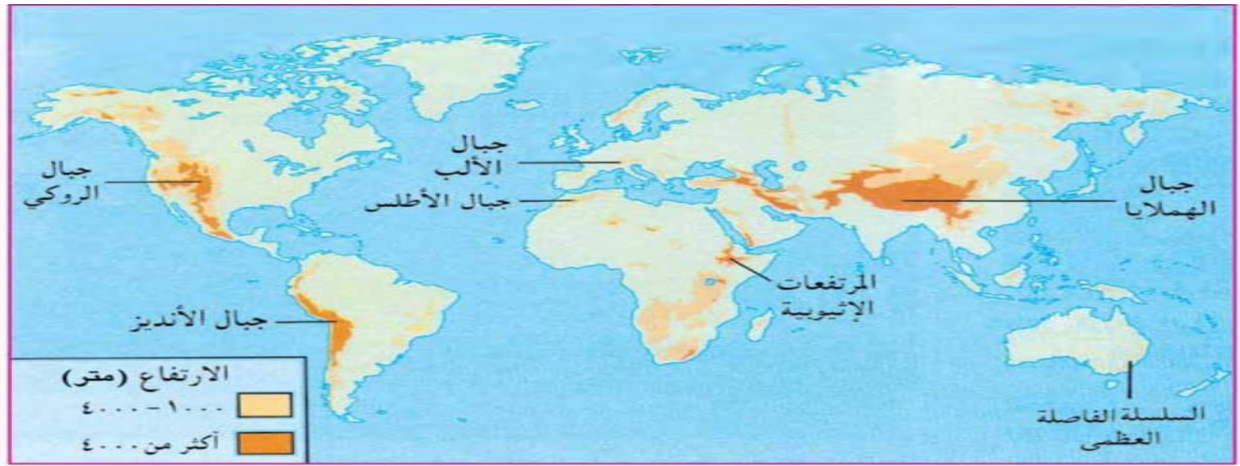 جبال
الألب
جبال
الروكي
جبال الأطلس
جبال
الهملايا
المرتفعات
الإثيوبية
جبال الأنديز
السلسلة الفاصلة
العظمى
الارتفاع (متر)
١٠٠٠ - ٤٠٠٠
أكثر من ٤٠٠٠